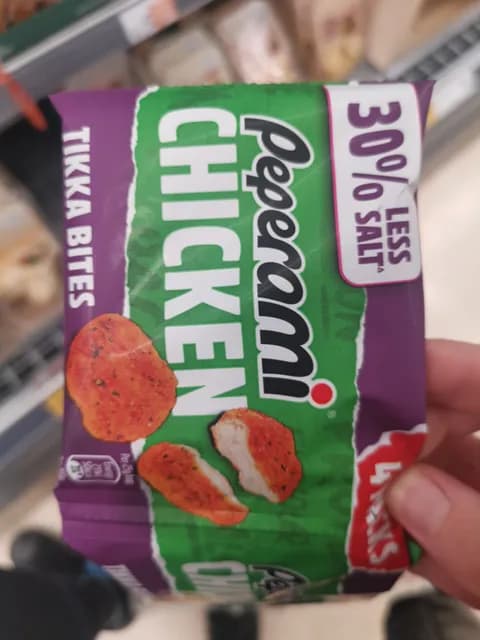 30% LESS
SALT^
Peperami
CHICKEN
TIKKA BITES